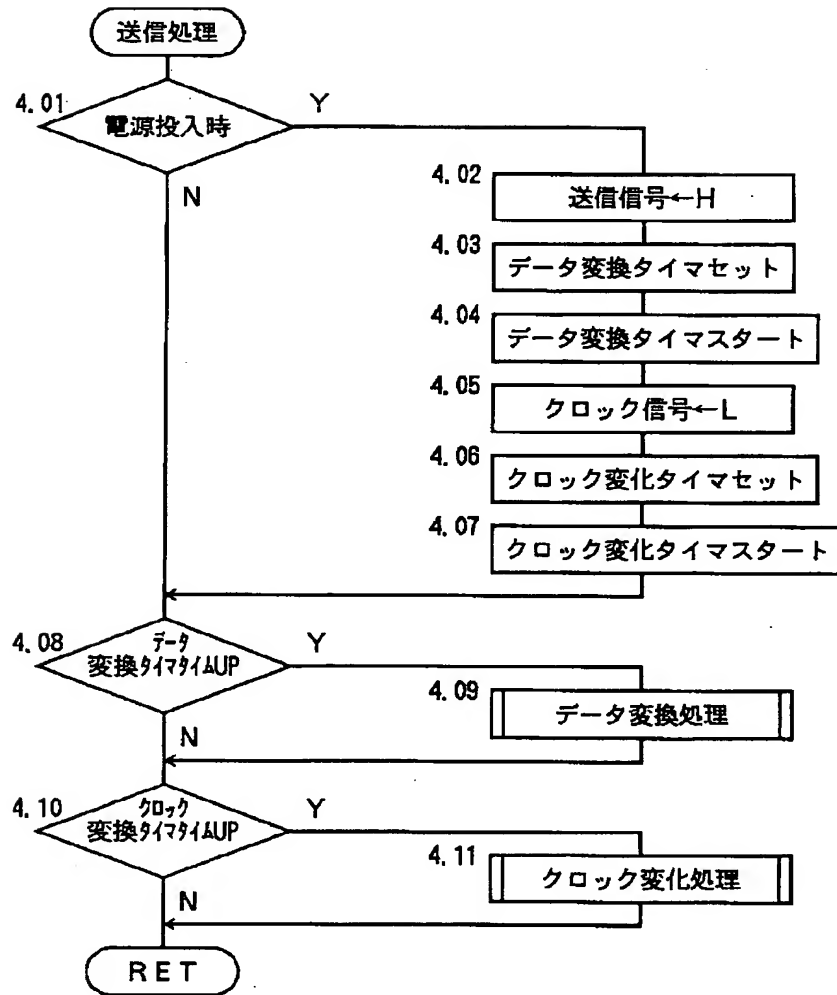 送信処理
4.01
電源投入時
Y
N
4.02
送信信号←H
4.03
データ変換タイマセット
4.04
データ変換タイマスタート
4.05
クロック信号←L
4.06
クロック変化タイマセット
4.07
クロック変化タイマスタート
4.08
データ
変換タイマタイムUP
Y
N
4.09
データ変換処理
4.10
クロック
変換タイマタイムUP
Y
N
4.11
クロック変化処理
RET